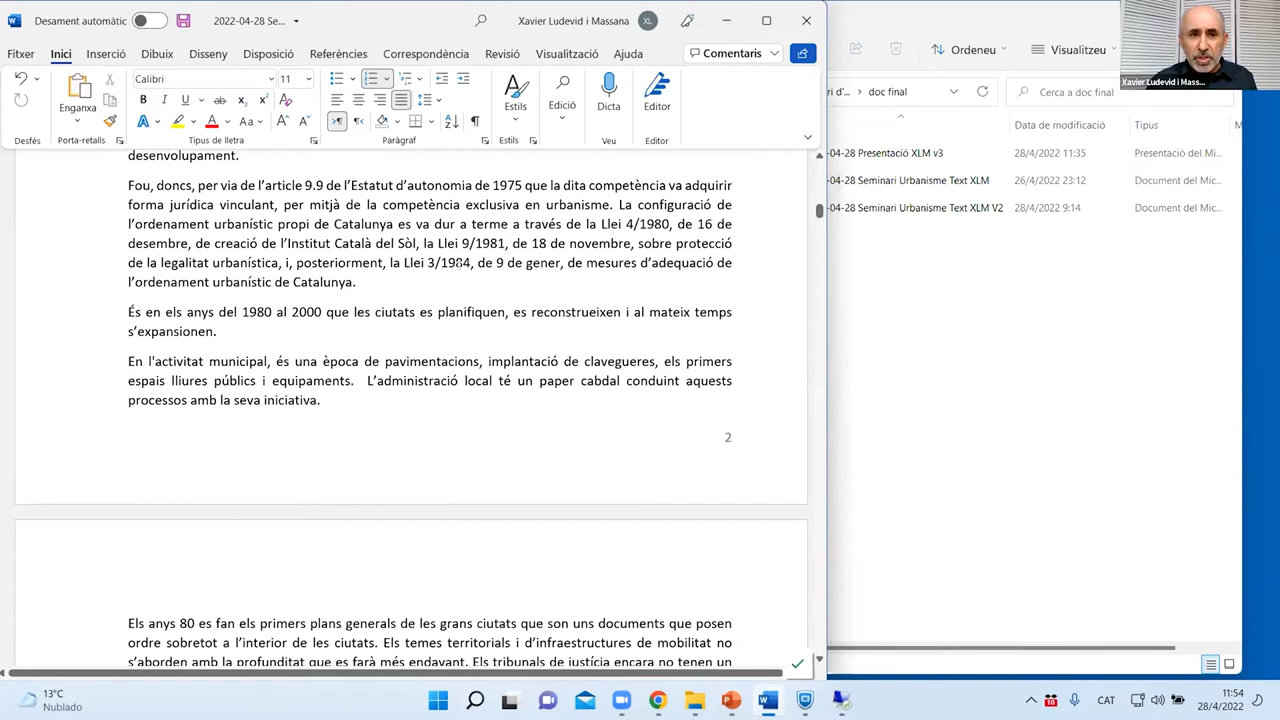 Desament automàtic
2022-04-28 Se...
Xavier Ludevid i Massana
XL
Fitxer
Inici
Inserció
Dibuix
Disseny
Disposició
Referències
Correspondència
Revisió
Visualització
Ajuda
Comentaris
Enganxa
Calibri
11
Estils
Edició
Dicta
Editor
Desfés
Porta-retalls
Tipus de lletra
Paràgraf
Estils
Veu
Editor
desenvolupament.
Fou, doncs, per via de l’article 9.9 de l’Estatut d’autonomia de 1975 que la dita competència va adquirir
forma jurídica vinculant, per mitjà de la competència exclusiva en urbanisme. La configuració de
l’ordenament urbanístic propi de Catalunya es va dur a terme a través de la Llei 4/1980, de 16 de
desembre, de creació de l’Institut Català del Sòl, la Llei 9/1981, de 18 de novembre, sobre protecció
de la legalitat urbanística, i, posteriorment, la Llei 3/1984, de 9 de gener, de mesures d’adequació de
l’ordenament urbanístic de Catalunya.
És en els anys del 1980 al 2000 que les ciutats es planifiquen, es reconstrueixen i al mateix temps
s’expansionen.
En l'activitat municipal, és una època de pavimentacions, implantació de clavegueres, els primers
espais lliures públics i equipaments. L’administració local té un paper cabdal conduint aquests
processos amb la seva iniciativa.
2
Els anys 80 es fan els primers plans generals de les grans ciutats que son uns documents que posen
ordre sobretot a l’interior de les ciutats. Els temes territorials i d’infraestructures de mobilitat no
s’aborden amb la profunditat que es farà més endavant. Els tribunals de justícia encara no tenen un
Ordeneu
Visualitzeu
Xavier Ludevid i Mass...
ri d'...
doc final
Cerca a doc final
Data de modificació
Tipus
-04-28 Presentació XLM v3
28/4/2022 11:35
Presentació del Mi...
-04-28 Seminari Urbanisme Text XLM
26/4/2022 23:12
Document del Mic...
-04-28 Seminari Urbanisme Text XLM V2
28/4/2022 9:14
Document del Mic...
13°C
Nublado
10
CAT
11:54
28/4/2022